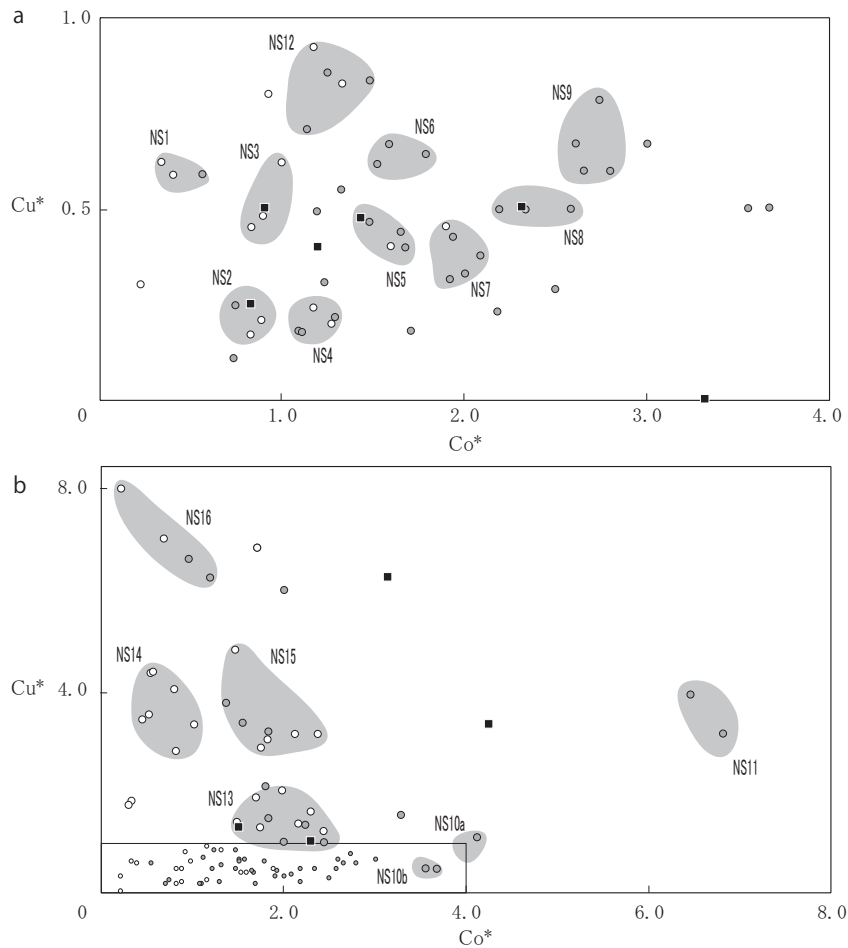 a
1.0
NS12
NS9
NS1
NS3
NS6
Cu*
0.5
NS8
NS5
NS2
NS7
NS4
0
1.0
2.0
3.0
4.0
Co*
b
8.0
NS16
NS14
NS15
Cu*
4.0
NS11
NS13
NS10a
NS10b
0
2.0
4.0
6.0
8.0
Co*